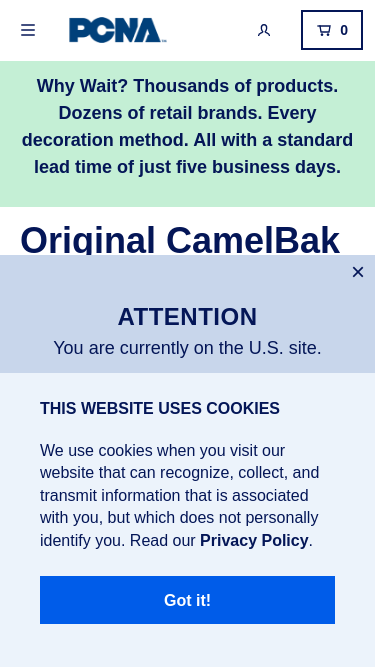 PCNA
0
Why Wait? Thousands of products.
Dozens of retail brands. Every
decoration method. All with a standard
lead time of just five business days.
Original CamelBak
ATTENTION
You are currently on the U.S. site.
THIS WEBSITE USES COOKIES
We use cookies when you visit our
website that can recognize, collect, and
transmit information that is associated
with you, but which does not personally
identify you. Read our Privacy Policy.
Got it!